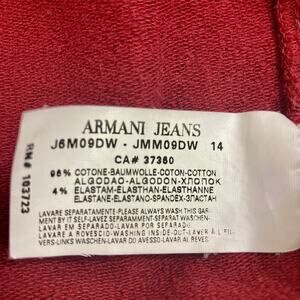 ARMANI JEANS
J6M09DW - JMM09DW 14
CA# 37360
96% COTONE-BAUMWOLLE-COTON-COTTON
ALGODAO-ALGODON-ХЛОПОК
4% ELASTAM-ELASTHAN-ELASTHANNE
ELASTANO-ELASTANO-SPANDEX-ЭЛАСТАН
LAVARE SEPARATAMENTE-PLEASE ALWAYS WASH THIS GAR-
MENT BY IT SELF-LAVEZ SEPAREMMENT-SEPARAT WASCHEN-
LAVAR SEPARADO-LAVAR POR SEPARADO
LAVARE A ROVESCIO-WASHING INSIDE-OUT-LAVER A L'EN-
VERS-LINKS WASCHEN-LAVAR DO AVESSO-LAVAR AL REVES
RN# 103723